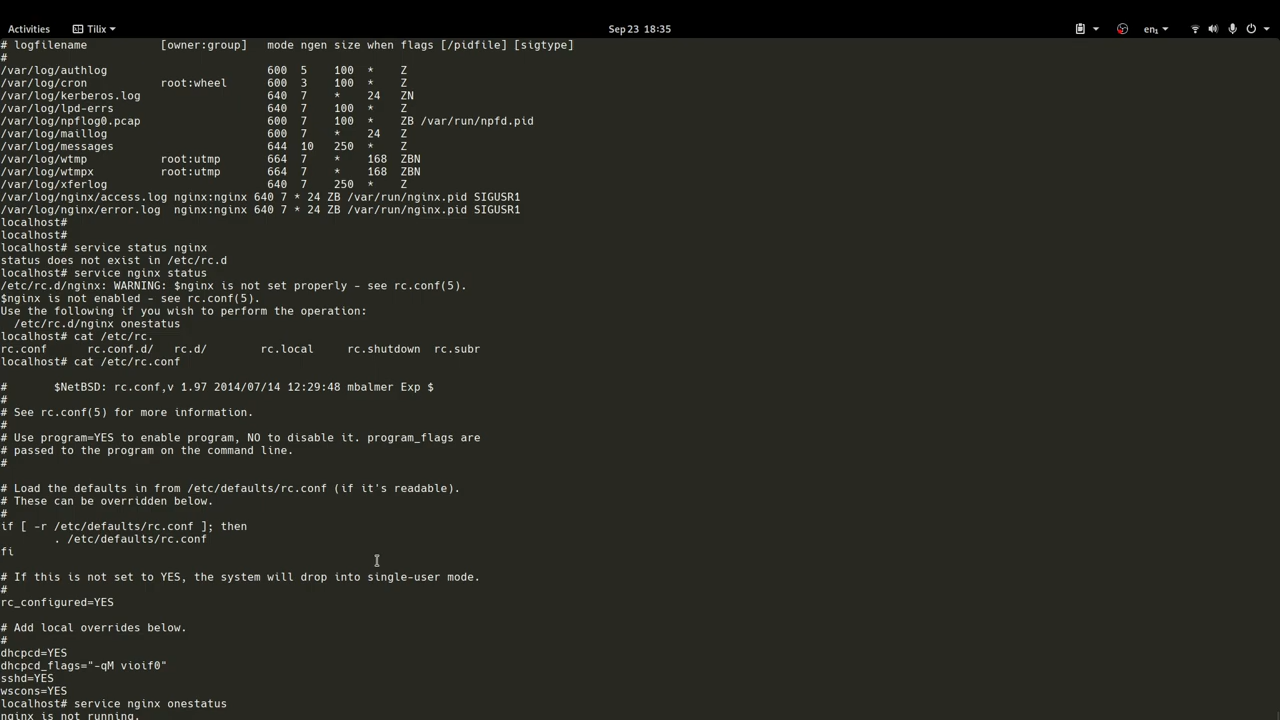 Activities Tilix Sep 23 18:35 en1
# logfilename [owner:group] mode ngen size when flags [/pidfile] [sigtype]
#
/var/log/authlog 600 5 100 * Z
/var/log/cron root:wheel 600 3 100 * Z
/var/log/kerberos.log 640 7 * 24 ZN
/var/log/lpd-errs 640 7 100 * Z
/var/log/npflog0.pcap 600 7 100 * ZB /var/run/npfd.pid
/var/log/maillog 600 7 * 24 Z
/var/log/messages 644 10 250 * Z
/var/log/wtmp root:utmp 664 7 * 168 ZBN
/var/log/wtmpx root:utmp 664 7 * 168 ZBN
/var/log/xferlog 640 7 250 * Z
/var/log/nginx/access.log nginx:nginx 640 7 * 24 ZB /var/run/nginx.pid SIGUSR1
/var/log/nginx/error.log nginx:nginx 640 7 * 24 ZB /var/run/nginx.pid SIGUSR1
localhost#
localhost#
localhost# service status nginx
status does not exist in /etc/rc.d
localhost# service nginx status
/etc/rc.d/nginx: WARNING: $nginx is not set properly - see rc.conf(5).
$nginx is not enabled - see rc.conf(5).
Use the following if you wish to perform the operation:
/etc/rc.d/nginx onestatus
localhost# cat /etc/rc.
rc.conf rc.conf.d/ rc.d/ rc.local rc.shutdown rc.subr
localhost# cat /etc/rc.conf
# $NetBSD: rc.conf,v 1.97 2014/07/14 12:29:48 mbalmer Exp $
#
# See rc.conf(5) for more information.
#
# Use program=YES to enable program, NO to disable it. program_flags are
# passed to the program on the command line.
#
# Load the defaults in from /etc/defaults/rc.conf (if it's readable).
# These can be overridden below.
#
if [ -r /etc/defaults/rc.conf ]; then
. /etc/defaults/rc.conf
fi
# If this is not set to YES, the system will drop into single-user mode.
#
rc_configured=YES
# Add local overrides below.
#
dhcpcd=YES
dhcpcd_flags="-qM vioif0"
sshd=YES
wscons=YES
localhost# service nginx onestatus
nginx is not running.